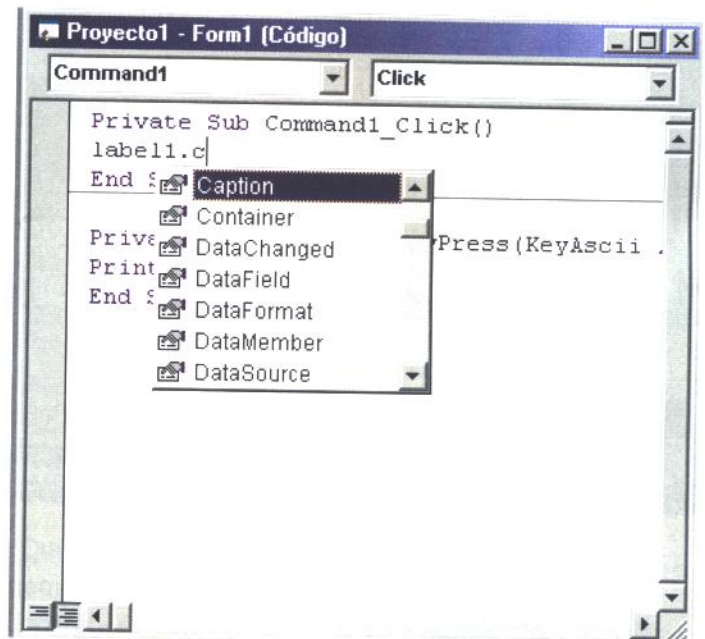 Proyecto1 - Form1 (Código)
Command1
Click
Private Sub Command1_Click()
label1.c
End S
Caption
Container
DataChanged
DataField
DataFormat
DataMember
DataSource
Priva
Press(KeyAscii
Print
End S